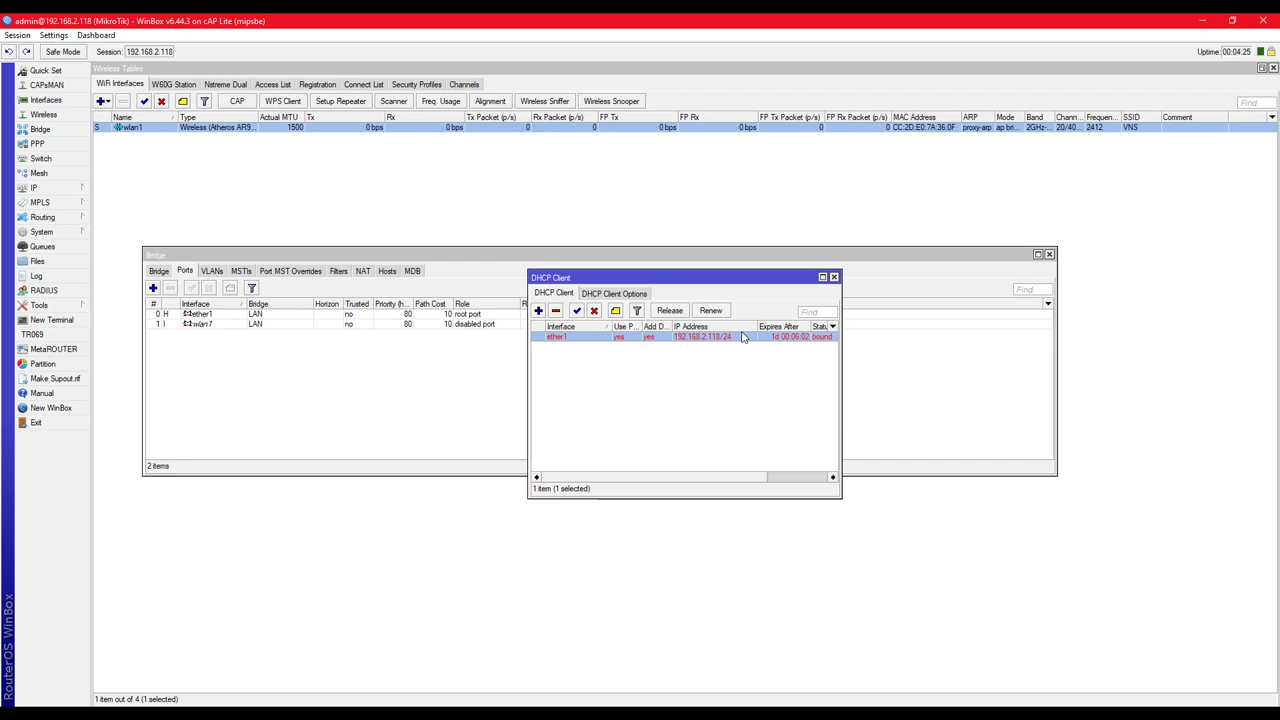 admin@192.168.2.118 (MikroTik) - WinBox v6.44.3 on cAP Lite (mipsbe)
Session Settings Dashboard
Safe Mode Session: 192.168.2.118 Uptime: 00:04:25
Quick Set
CAPsMAN
Interfaces
Wireless
Bridge
PPP
Switch
Mesh
IP
MPLS
Routing
System
Queues
Files
Log
RADIUS
Tools
New Terminal
TR069
MetaROUTER
Partition
Make Supout.rif
Manual
New WinBox
Exit
RouterOS WinBox
Wireless Tables
WiFi Interfaces W60G Station Nstreme Dual Access List Registration Connect List Security Profiles Channels
CAP WPS Client Setup Repeater Scanner Freq. Usage Alignment Wireless Sniffer Wireless Snooper Find
Name Type Actual MTU Tx Rx Tx Packet (p/s) Rx Packet (p/s) FP Tx FP Rx FP Tx Packet (p/s) FP Rx Packet (p/s) MAC Address ARP Mode Band Chann... Frequen... SSID Comment
S wlan1 Wireless (Atheros AR9... 1500 0 bps 0 bps 0 0 0 bps 0 bps 0 0 CC:2D:E0:7A:36:0F proxy-arp ap bri... 2GHz-... 20/40... 2412 VNS
Bridge
Bridge Ports VLANs MSTIs Port MST Overrides Filters NAT Hosts MDB
Find
# Interface Bridge Horizon Trusted Priority (h... Path Cost Role R
0 H ether1 LAN no 80 10 root port
1 I wlan1 LAN no 80 10 disabled port
2 items
DHCP Client
DHCP Client DHCP Client Options
Release Renew Find
Interface Use P... Add D... IP Address Expires After Statu
ether1 yes yes 192.168.2.118/24 1d 00:06:02 bound
1 item (1 selected)
1 item out of 4 (1 selected)